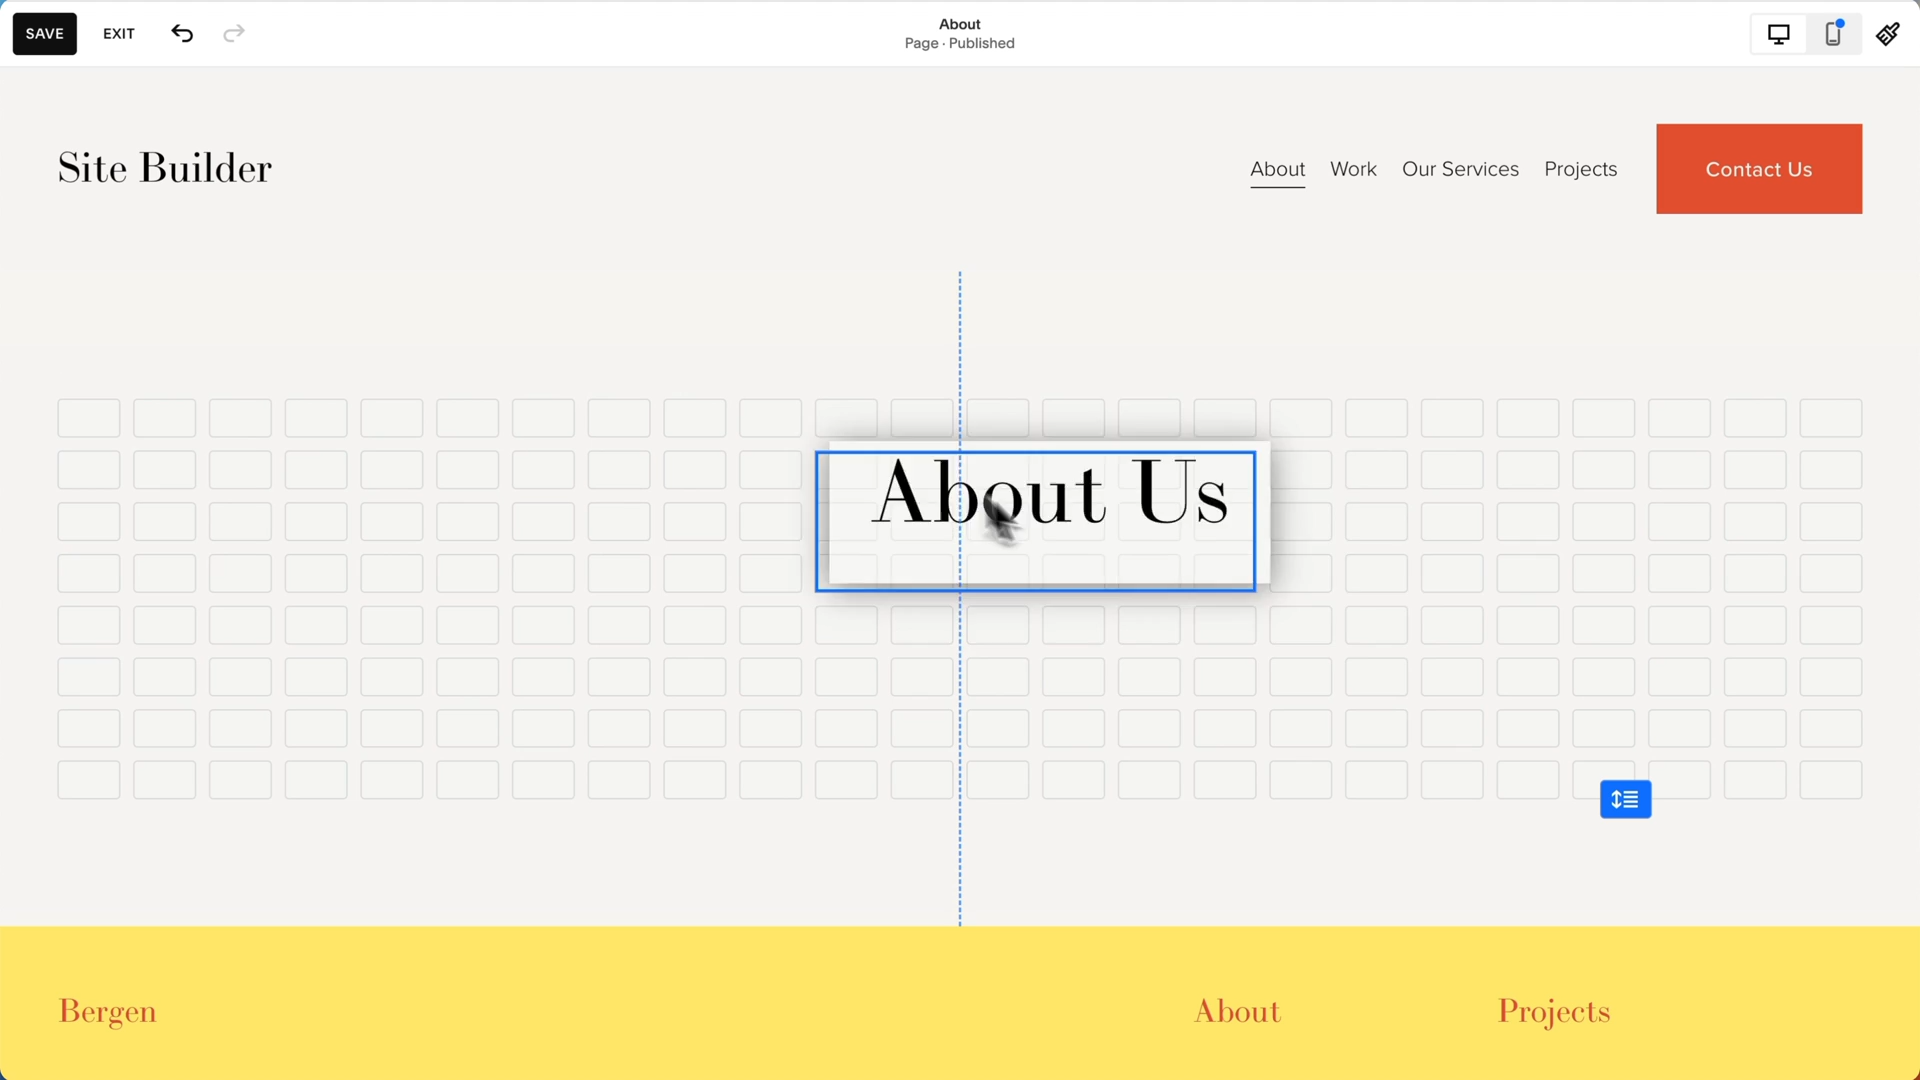 SAVE EXIT
About
Page · Published
Site Builder
About Work Our Services Projects Contact Us
About Us
Bergen About Projects